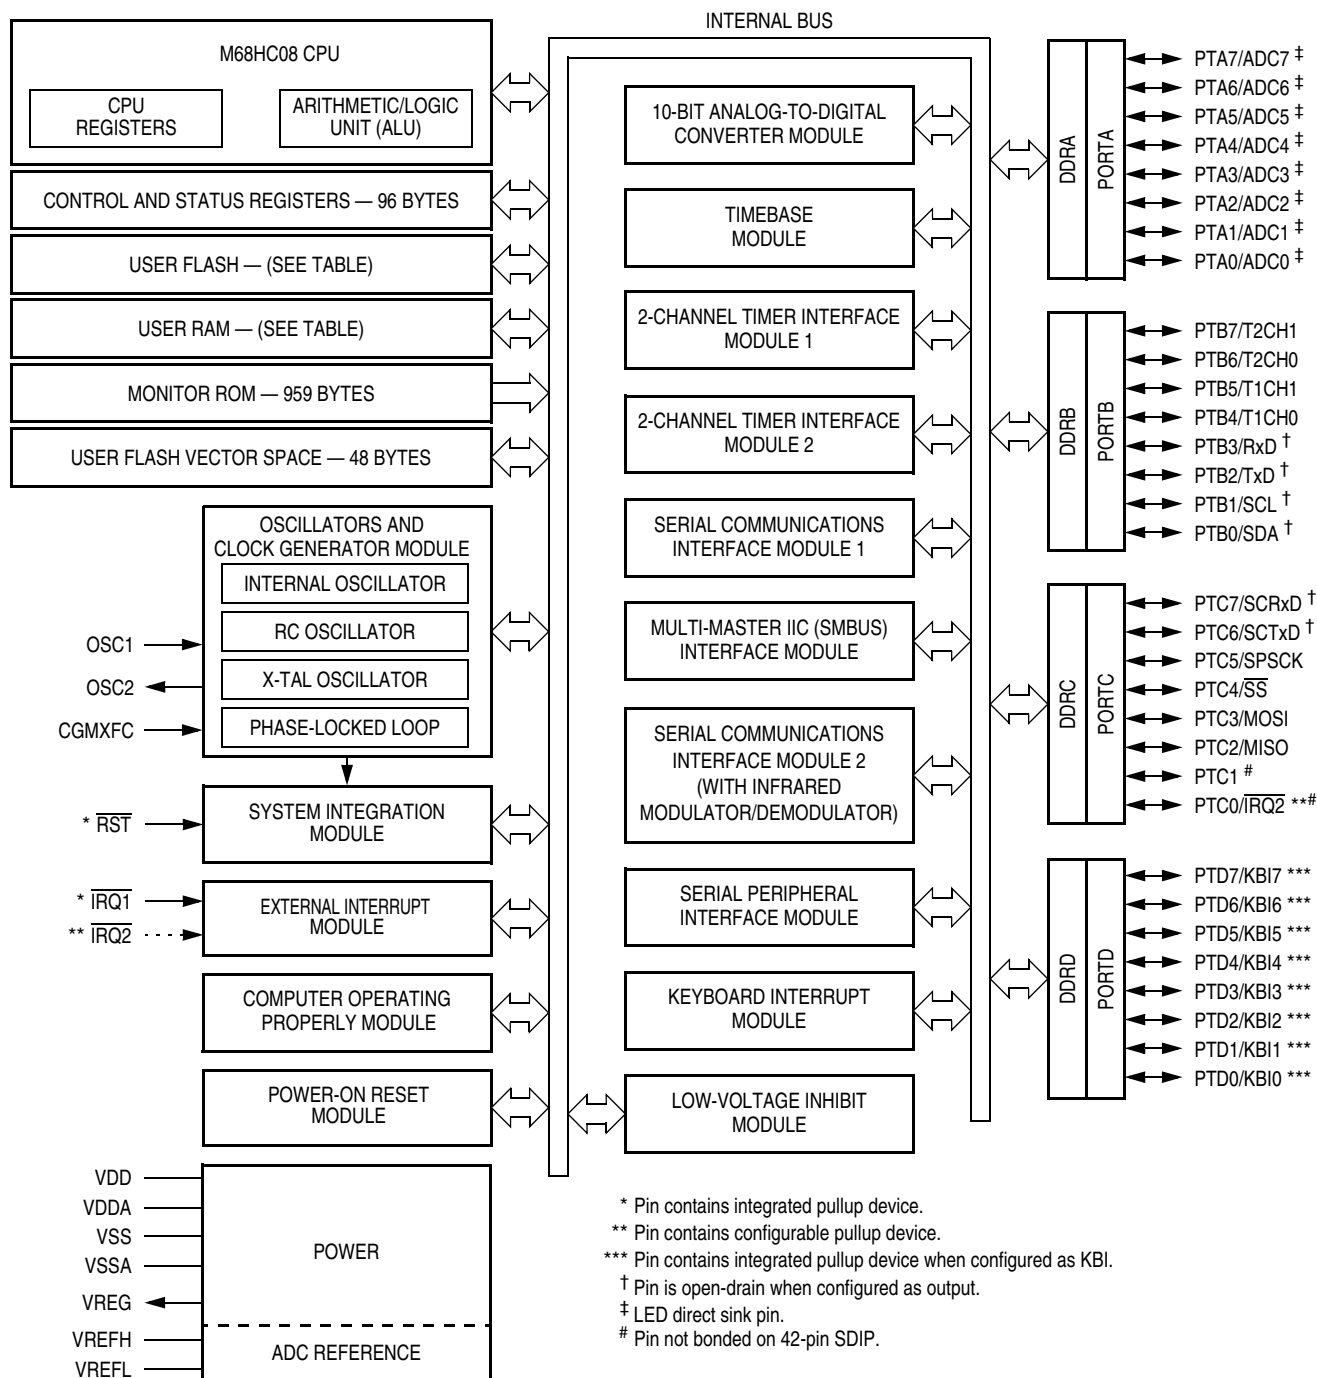 INTERNAL BUS
M68HC08 CPU
CPU
REGISTERS
ARITHMETIC/LOGIC
UNIT (ALU)
CONTROL AND STATUS REGISTERS — 96 BYTES
USER FLASH — (SEE TABLE)
USER RAM — (SEE TABLE)
MONITOR ROM — 959 BYTES
USER FLASH VECTOR SPACE — 48 BYTES
OSCILLATORS AND
CLOCK GENERATOR MODULE
INTERNAL OSCILLATOR
RC OSCILLATOR
X-TAL OSCILLATOR
PHASE-LOCKED LOOP
OSC1
OSC2
CGMXFC
SYSTEM INTEGRATION
MODULE
* RST
EXTERNAL INTERRUPT
MODULE
* IRQ1
** IRQ2
COMPUTER OPERATING
PROPERLY MODULE
POWER-ON RESET
MODULE
VDD
VDDA
VSS
VSSA
VREG
VREFH
VREFL
POWER
ADC REFERENCE
10-BIT ANALOG-TO-DIGITAL
CONVERTER MODULE
TIMEBASE
MODULE
2-CHANNEL TIMER INTERFACE
MODULE 1
2-CHANNEL TIMER INTERFACE
MODULE 2
SERIAL COMMUNICATIONS
INTERFACE MODULE 1
MULTI-MASTER IIC (SMBUS)
INTERFACE MODULE
SERIAL COMMUNICATIONS
INTERFACE MODULE 2
(WITH INFRARED
MODULATOR/DEMODULATOR)
SERIAL PERIPHERAL
INTERFACE MODULE
KEYBOARD INTERRUPT
MODULE
LOW-VOLTAGE INHIBIT
MODULE
DDRA
PORTA
PTA7/ADC7 ‡
PTA6/ADC6 ‡
PTA5/ADC5 ‡
PTA4/ADC4 ‡
PTA3/ADC3 ‡
PTA2/ADC2 ‡
PTA1/ADC1 ‡
PTA0/ADC0 ‡
DDRB
PORTB
PTB7/T2CH1
PTB6/T2CH0
PTB5/T1CH1
PTB4/T1CH0
PTB3/RxD †
PTB2/TxD †
PTB1/SCL †
PTB0/SDA †
DDRC
PORTC
PTC7/SCRxD †
PTC6/SCTxD †
PTC5/SPSCK
PTC4/SS
PTC3/MOSI
PTC2/MISO
PTC1 #
PTC0/IRQ2 **#
DDRD
PORTD
PTD7/KBI7 ***
PTD6/KBI6 ***
PTD5/KBI5 ***
PTD4/KBI4 ***
PTD3/KBI3 ***
PTD2/KBI2 ***
PTD1/KBI1 ***
PTD0/KBI0 ***
* Pin contains integrated pullup device.
** Pin contains configurable pullup device.
*** Pin contains integrated pullup device when configured as KBI.
† Pin is open-drain when configured as output.
‡ LED direct sink pin.
# Pin not bonded on 42-pin SDIP.